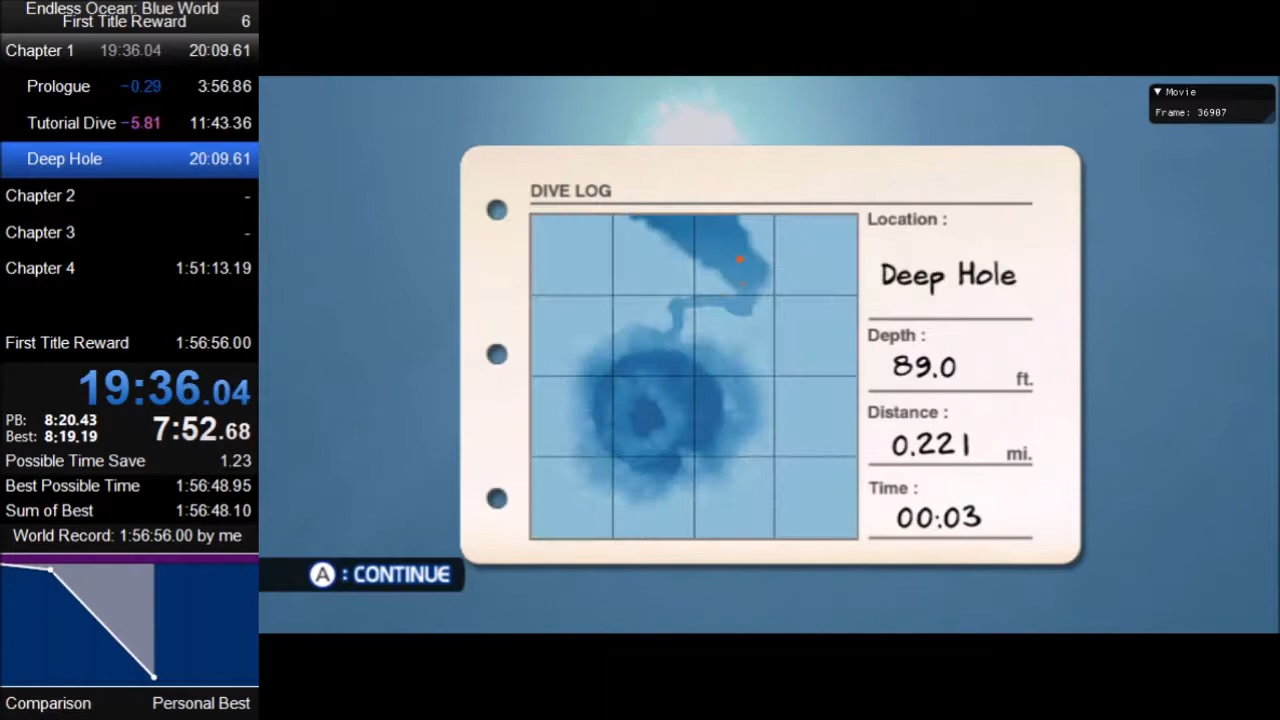 Endless Ocean: Blue World
First Title Reward 6
Chapter 1 19:36.04 20:09.61
Prologue −0.29 3:56.86
Tutorial Dive −5.81 11:43.36
Deep Hole 20:09.61
Chapter 2 -
Chapter 3 -
Chapter 4 1:51:13.19
First Title Reward 1:56:56.00
19:36.04
PB: 8:20.43
Best: 8:19.19
7:52.68
Possible Time Save 1.23
Best Possible Time 1:56:48.95
Sum of Best 1:56:48.10
World Record: 1:56:56.00 by me
Comparison Personal Best
▼ Movie
Frame: 36907
DIVE LOG
Location :
Deep Hole
Depth :
89.0 ft.
Distance :
0.221 mi.
Time :
00:03
A : CONTINUE